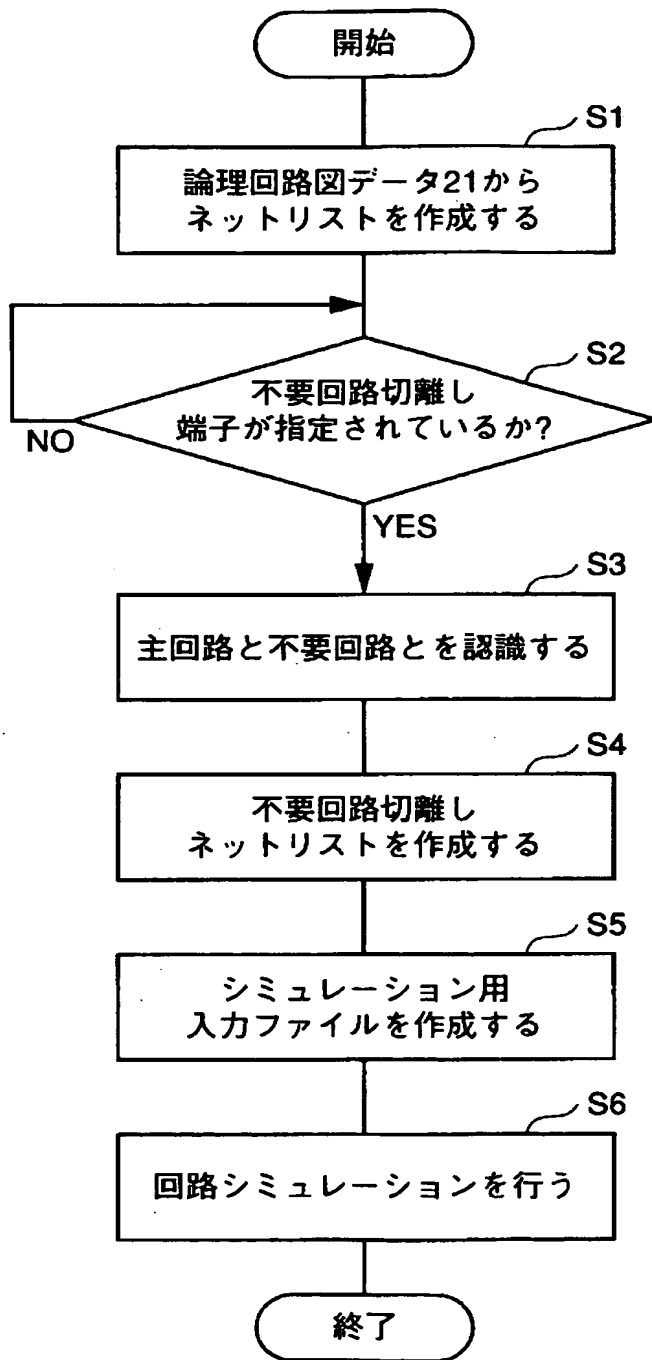 開始
S1
論理回路図データ21から
ネットリストを作成する
S2
不要回路切離し
端子が指定されているか?
NO
YES
S3
主回路と不要回路とを認識する
S4
不要回路切離し
ネットリストを作成する
S5
シミュレーション用
入力ファイルを作成する
S6
回路シミュレーションを行う
終了